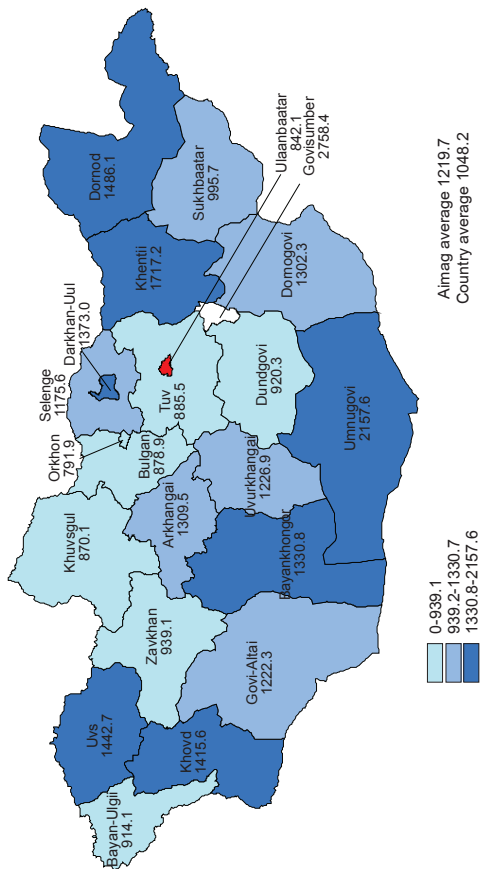 Bayan-Ulgii
914.1
Uvs
1442.7
Khovd
1415.6
Zavkhan
939.1
Govi-Altai
1222.3
Khuvsgul
870.1
Orkhon
791.9
Bulgan
878.9
Arkhangai
1309.5
Bayankhongor
1330.8
Uvurkhangai
1226.9
Selenge
1175.6
Darkhan-Uul
1373.0
Tuv
885.5
Dundgovi
920.3
Umnugovi
2157.6
Khentii
1717.2
Dornod
1486.1
Sukhbaatar
995.7
Dornogovi
1302.3
Ulaanbaatar
842.1
Govisumber
2758.4
0-939.1
939.2-1330.7
1330.8-2157.6
Aimag average 1219.7
Country average 1048.2